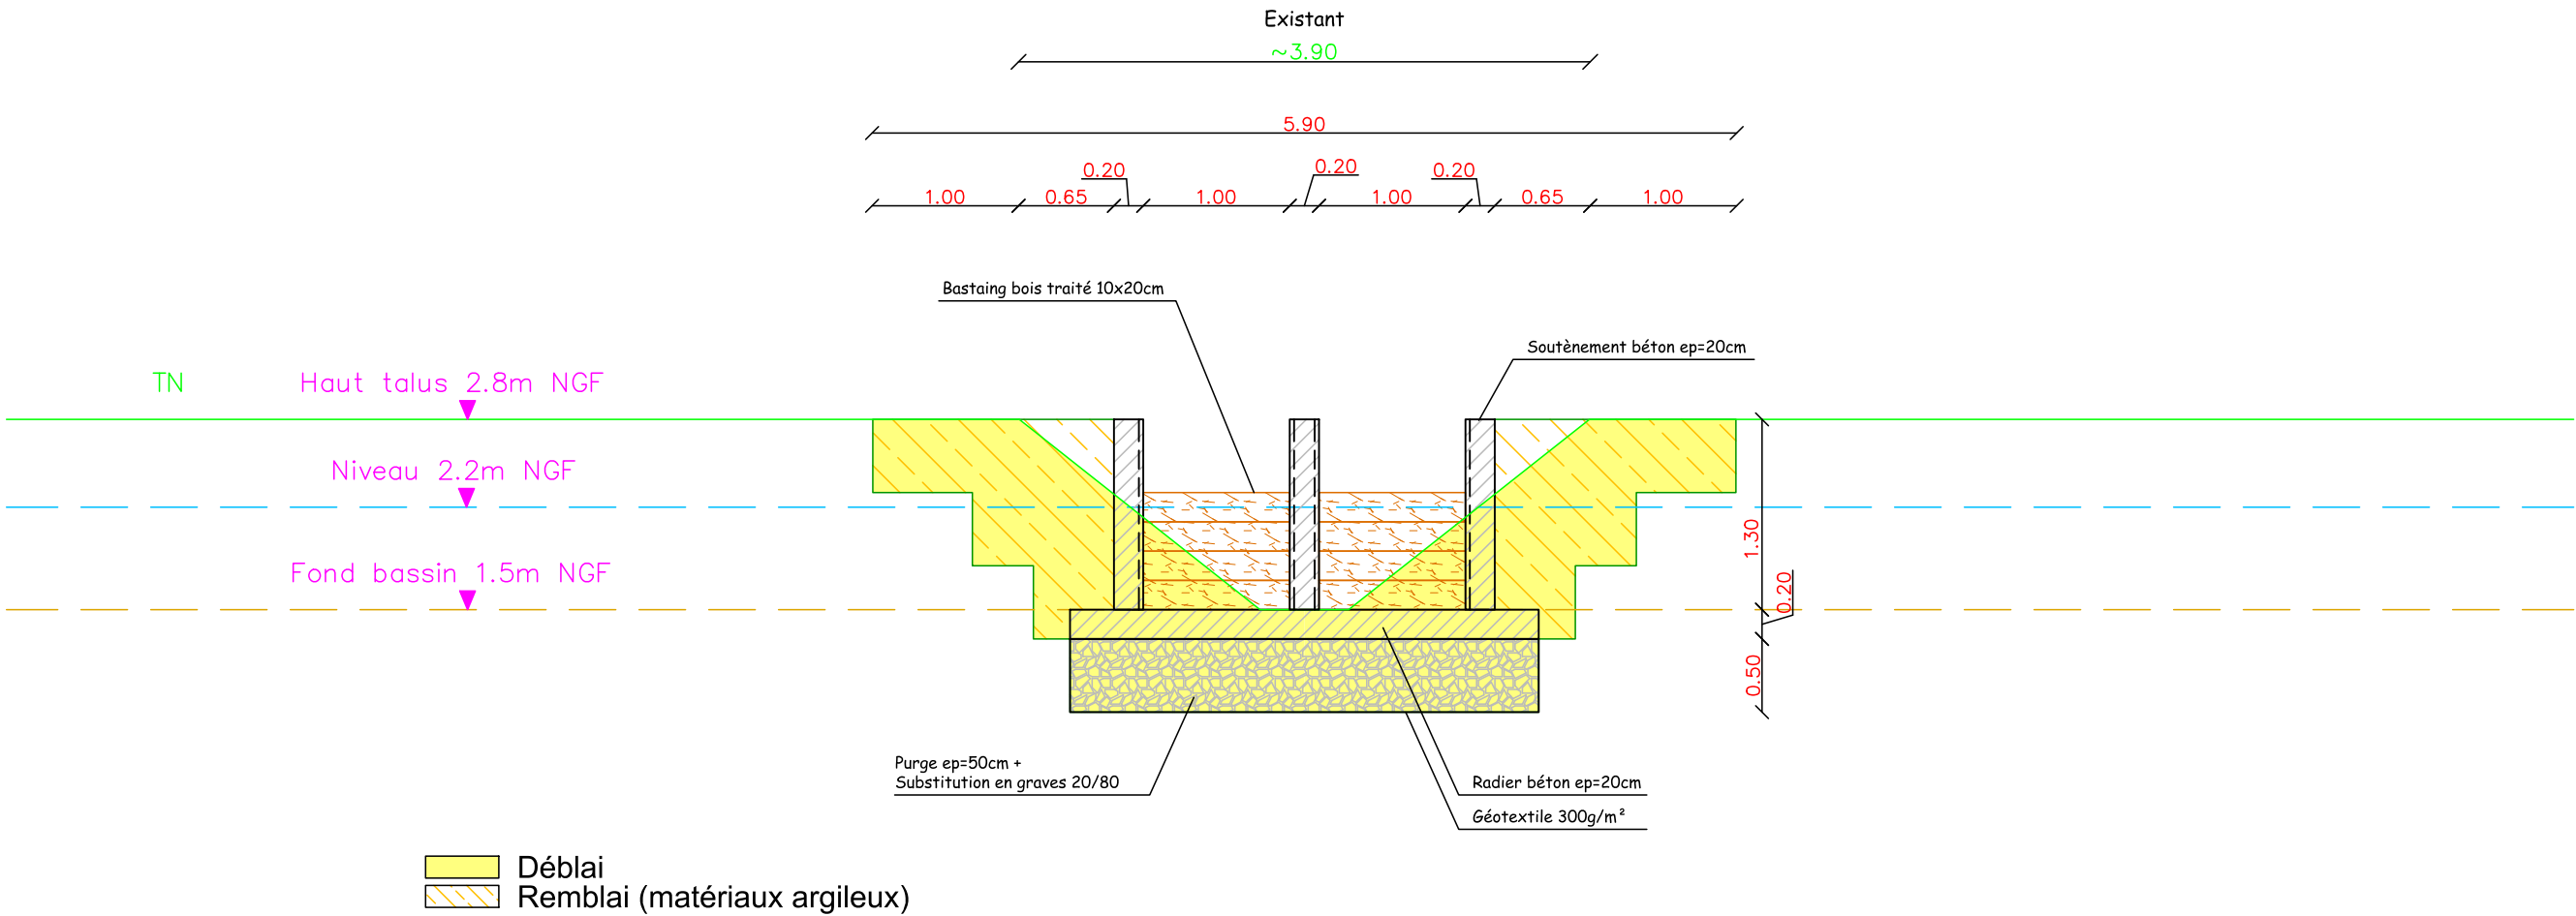 Existant
~3.90
5.90
0.20
0.20
0.20
1.00
0.65
1.00
1.00
0.65
1.00
Bastaing bois traité 10x20cm
Soutènement béton ep=20cm
TN
Haut talus 2.8m NGF
Niveau 2.2m NGF
Fond bassin 1.5m NGF
1.30
0.20
0.50
Purge ep=50cm +
Substitution en graves 20/80
Radier béton ep=20cm
Géotextile 300g/m²
Déblai
Remblai (matériaux argileux)